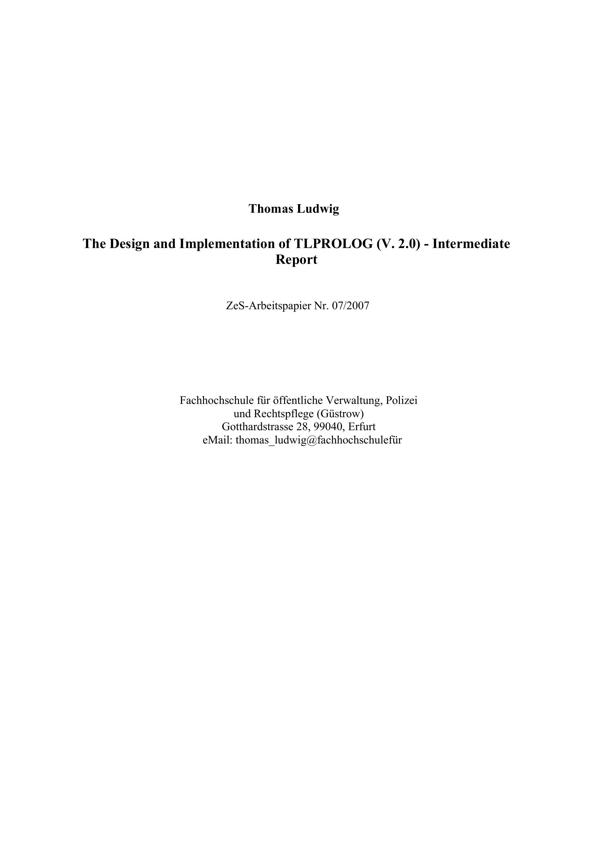 Thomas Ludwig
The Design and Implementation of TLPROLOG (V. 2.0) - Intermediate
Report
ZeS-Arbeitspapier Nr. 07/2007
Fachhochschule für öffentliche Verwaltung, Polizei
und Rechtspflege (Güstrow)
Gotthardstrasse 28, 99040, Erfurt
eMail: thomas_ludwig@fachhochschulefür